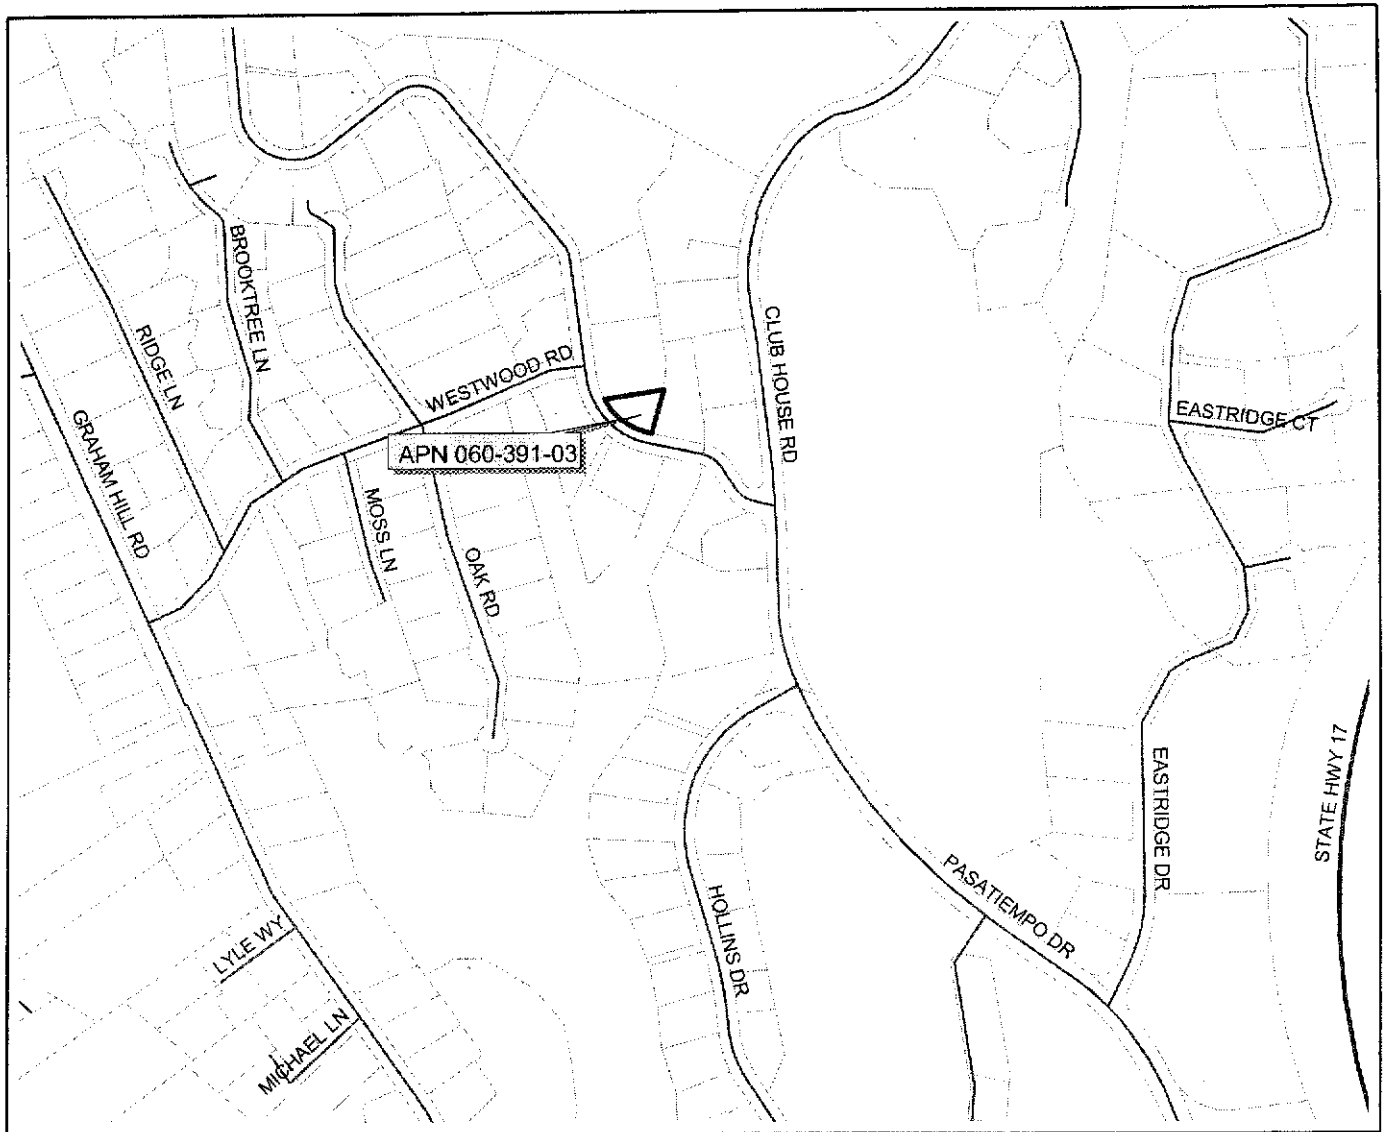 BROOKTREE LN
RIDGE LN
GRAHAM HILL RD
WESTWOOD RD
CLUB HOUSE RD
APN 060-391-03
EASTRIDGE CT
MOSS LN
OAK RD
STATE HWY 17
EASTRIDGE DR
PASATIEMPO DR
HOLLINS DR
LYLE WY
MICHAEL LN